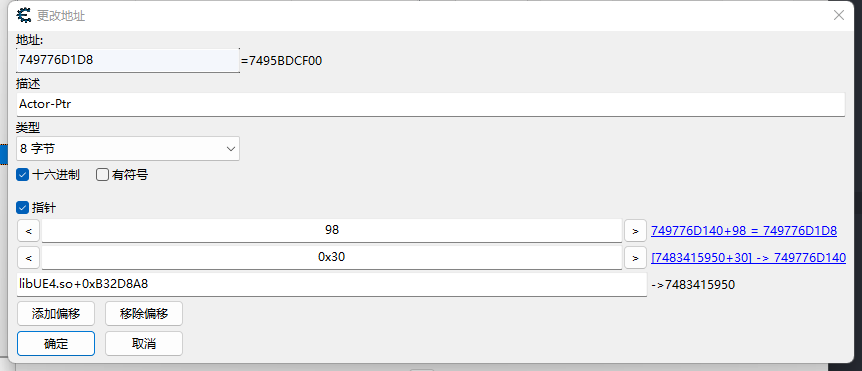 更改地址
地址:
749776D1D8 =7495BDCF00
描述
Actor-Ptr
类型
8 字节
十六进制 有符号
指针
< 98 > 749776D140+98 = 749776D1D8
< 0x30 > [7483415950+30] -> 749776D140
libUE4.so+0xB32D8A8 ->7483415950
添加偏移 移除偏移
确定 取消